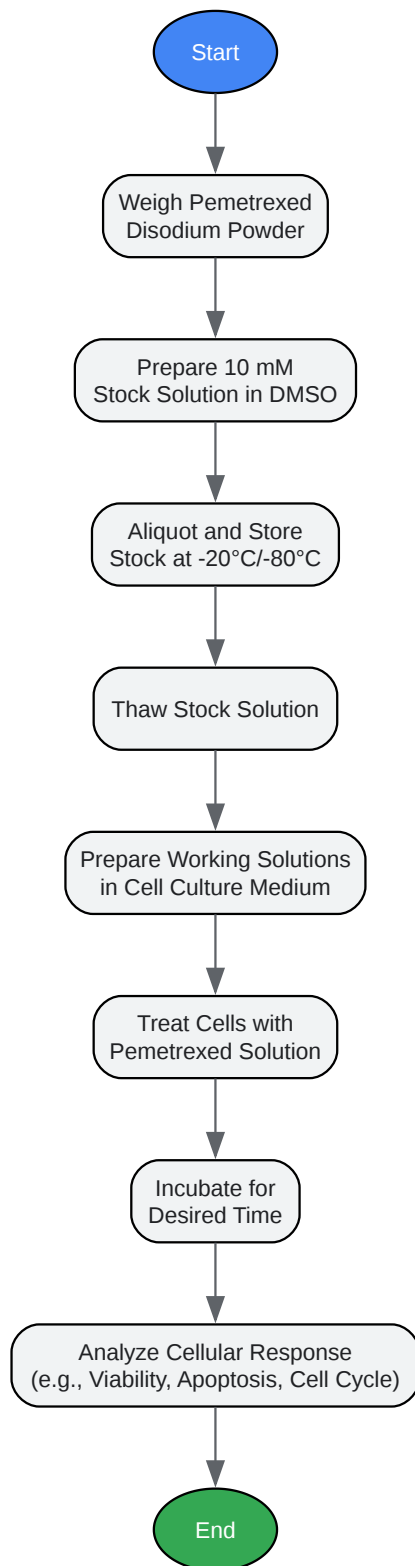 Start
Weigh Pemetrexed
Disodium Powder
Prepare 10 mM
Stock Solution in DMSO
Aliquot and Store
Stock at -20°C/-80°C
Thaw Stock Solution
Prepare Working Solutions
in Cell Culture Medium
Treat Cells with
Pemetrexed Solution
Incubate for
Desired Time
Analyze Cellular Response
(e.g., Viability, Apoptosis, Cell Cycle)
End